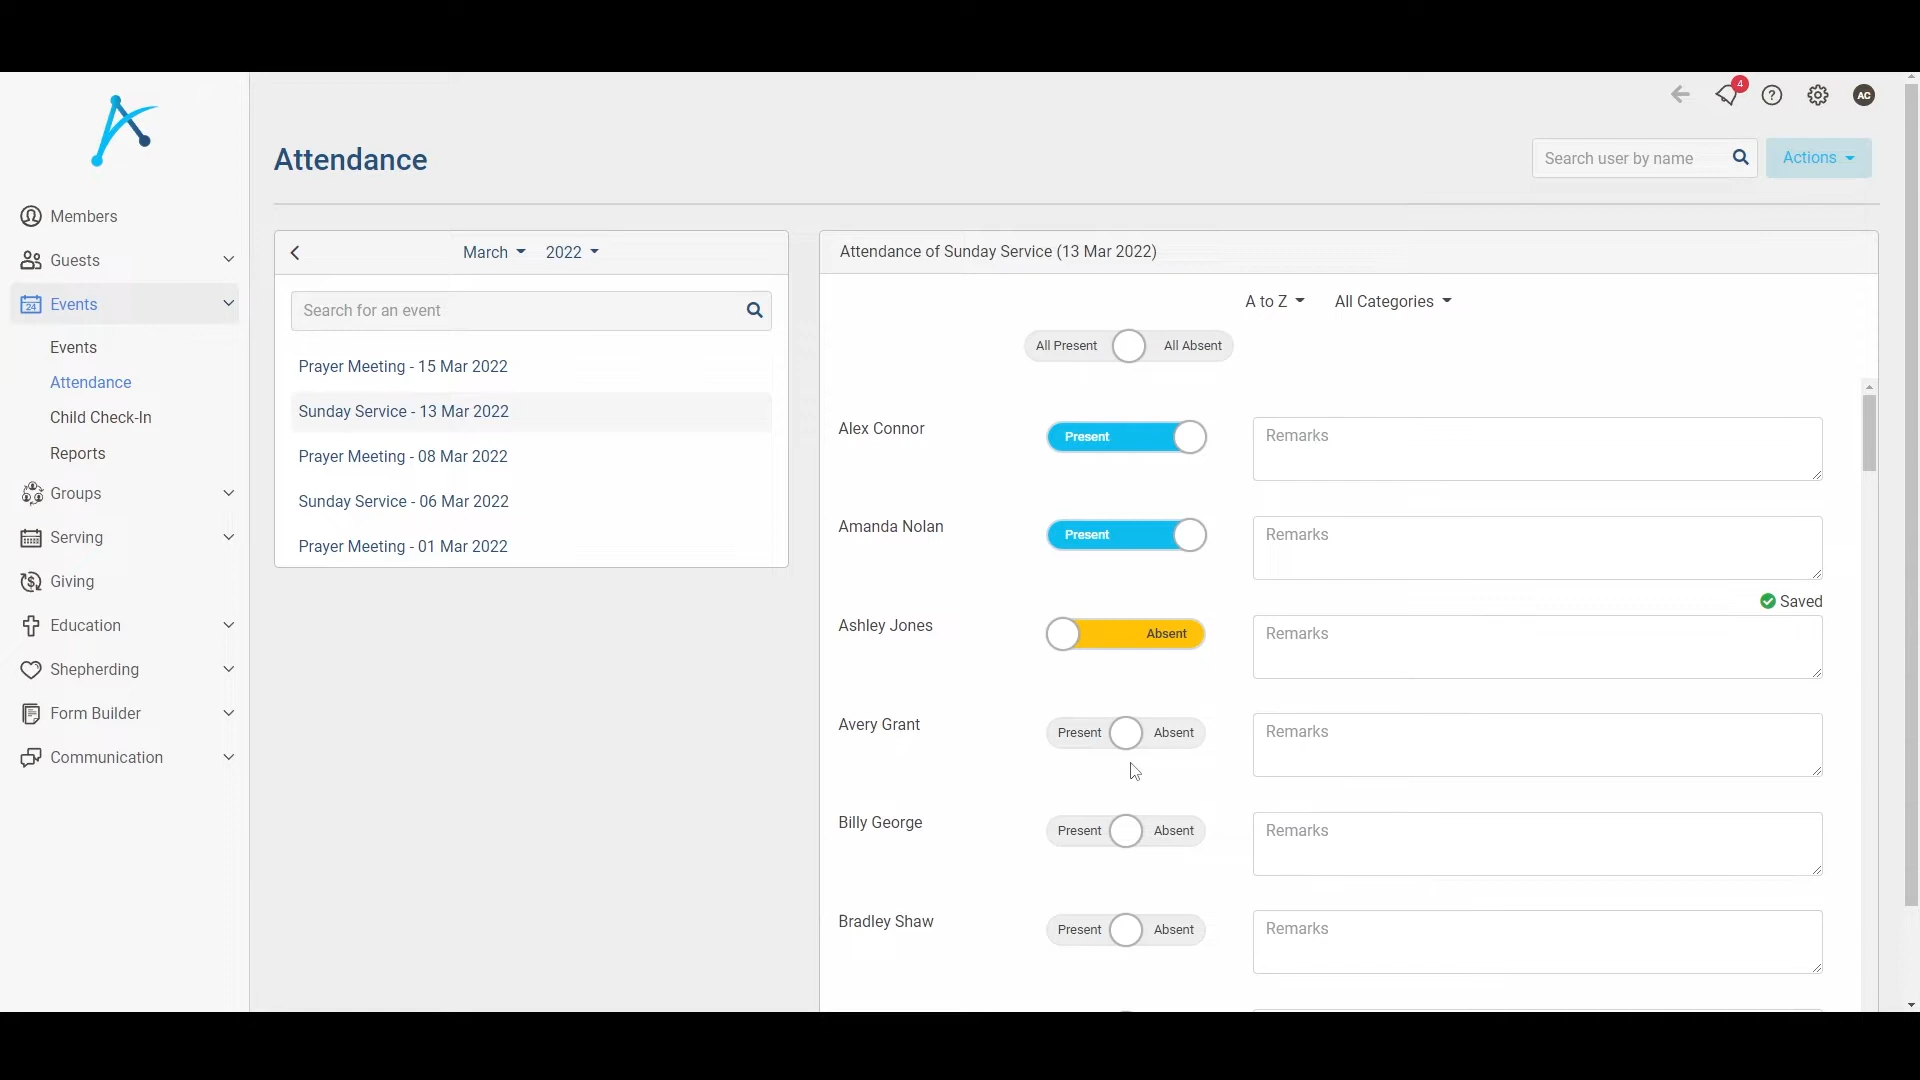 4
AC
Attendance
Search user by name
Actions
Members
Guests
24
Events
Events
Attendance
Child Check-In
Reports
Groups
Serving
Giving
Education
Shepherding
Form Builder
Communication
March 2022
Search for an event
Prayer Meeting - 15 Mar 2022
Sunday Service - 13 Mar 2022
Prayer Meeting - 08 Mar 2022
Sunday Service - 06 Mar 2022
Prayer Meeting - 01 Mar 2022
Attendance of Sunday Service (13 Mar 2022)
A to Z All Categories
All Present All Absent
Alex Connor Present Remarks
Amanda Nolan Present Remarks
Saved
Ashley Jones Absent Remarks
Avery Grant Present Absent Remarks
Billy George Present Absent Remarks
Bradley Shaw Present Absent Remarks